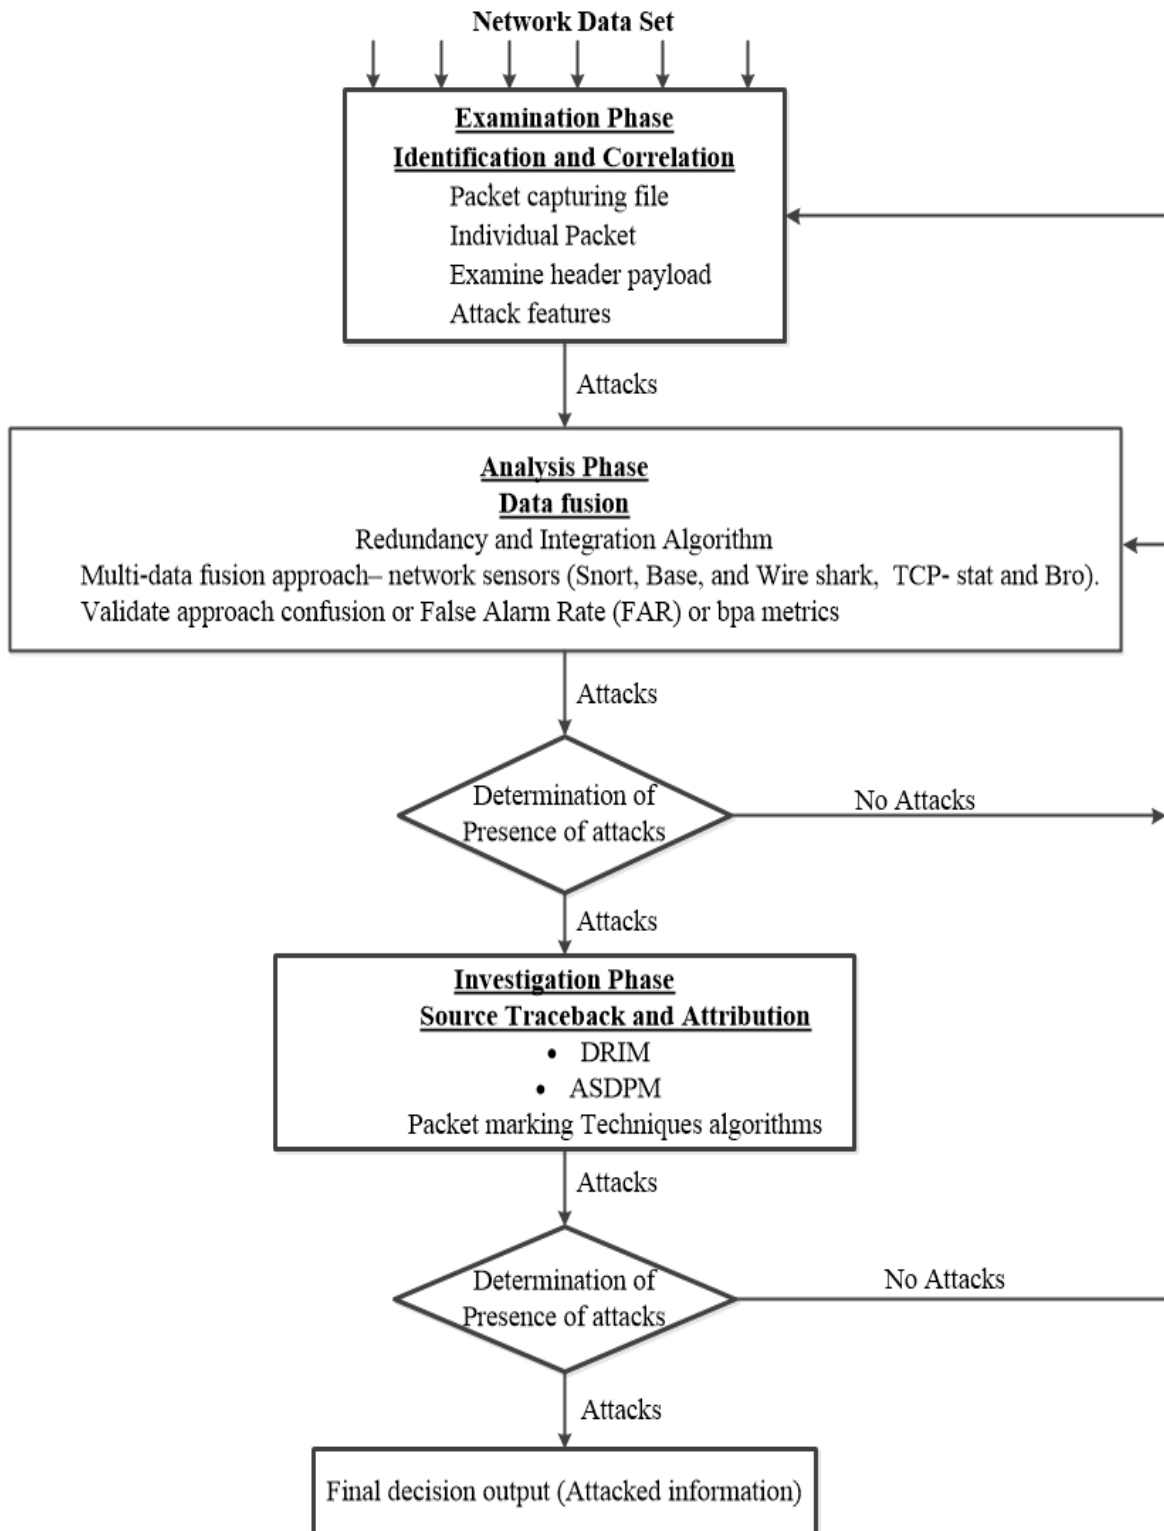 Network Data Set
Examination Phase
Identification and Correlation
Packet capturing file
Individual Packet
Examine header payload
Attack features
Attacks
Analysis Phase
Data fusion
Redundancy and Integration Algorithm
Multi-data fusion approach– network sensors (Snort, Base, and Wire shark, TCP- stat and Bro).
Validate approach confusion or False Alarm Rate (FAR) or bpa metrics
Attacks
Determination of
Presence of attacks
No Attacks
Attacks
Investigation Phase
Source Traceback and Attribution
• DRIM
• ASDPM
Packet marking Techniques algorithms
Attacks
Determination of
Presence of attacks
No Attacks
Attacks
Final decision output (Attacked information)